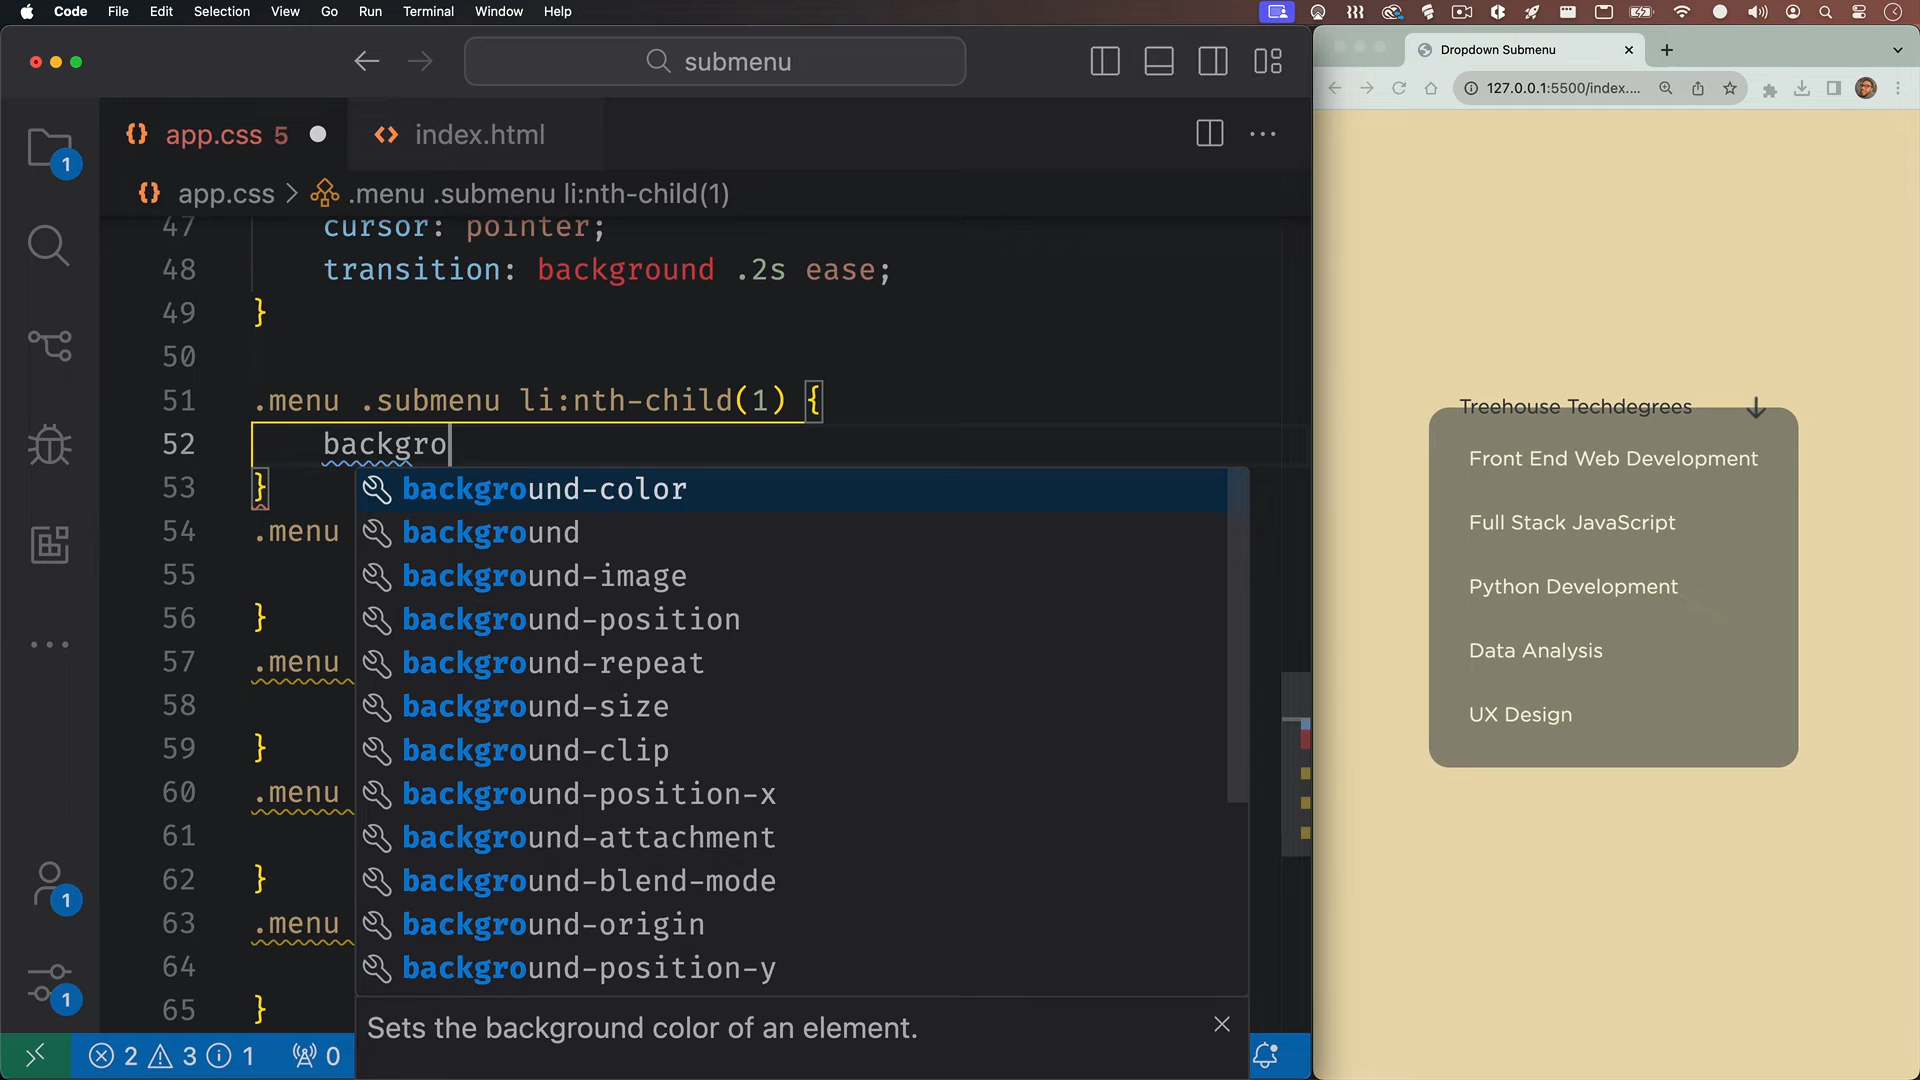 Code File Edit Selection View Go Run Terminal Window Help
submenu
app.css 5
index.html
app.css > .menu .submenu li:nth-child(1)
47 cursor: pointer;
48 transition: background .2s ease;
49 }
50
51 .menu .submenu li:nth-child(1) {
52 backgro
53 }
54 .menu
55
56 }
57 .menu
58
59 }
60 .menu
61
62 }
63 .menu
64
65 }
background-color
background
background-image
background-position
background-repeat
background-size
background-clip
background-position-x
background-attachment
background-blend-mode
background-origin
background-position-y
Sets the background color of an element.
1
1
1
2 3 1 0
Dropdown Submenu
127.0.0.1:5500/index....
Treehouse Techdegrees
Front End Web Development
Full Stack JavaScript
Python Development
Data Analysis
UX Design